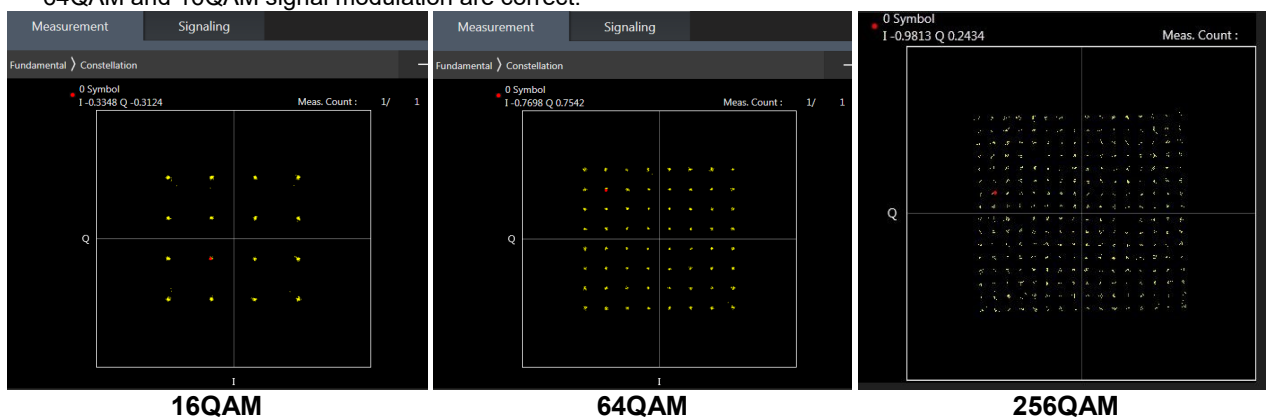 64QAM and 16QAM signal modulation are correct.
Measurement Signaling
Fundamental ❭ Constellation
0 Symbol
I -0.3348 Q -0.3124 Meas. Count : 1/ 1
Q
I
16QAM
Measurement Signaling
Fundamental ❭ Constellation
0 Symbol
I -0.7698 Q 0.7542 Meas. Count : 1/ 1
Q
I
64QAM
0 Symbol
I -0.9813 Q 0.2434 Meas. Count :
Q
256QAM